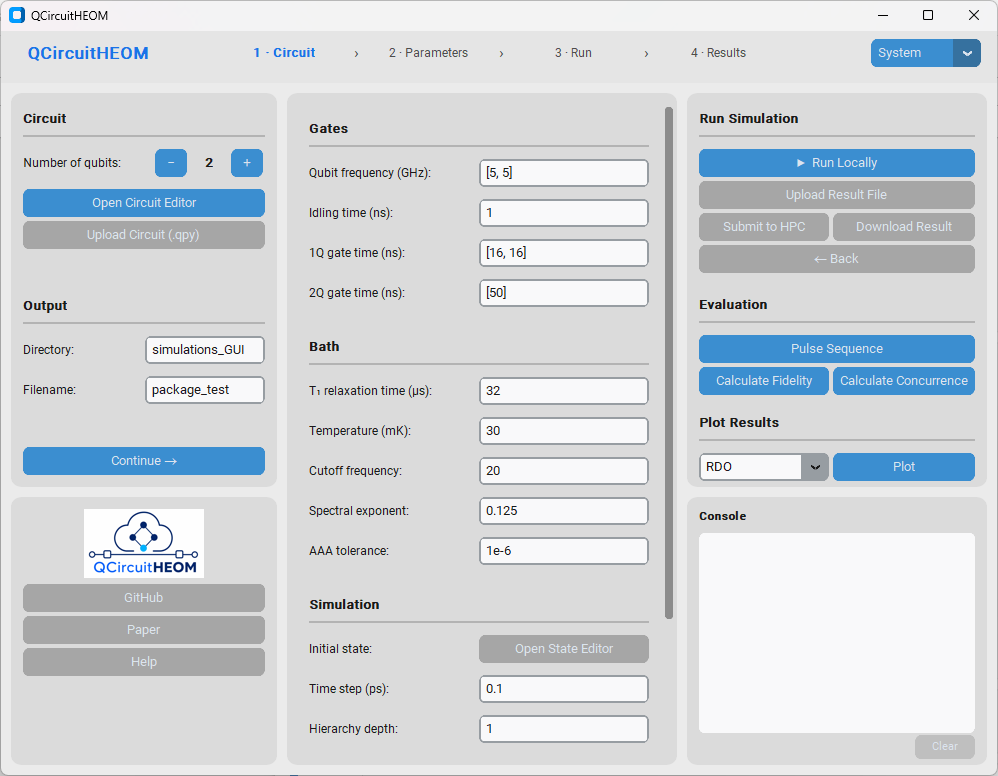 QCircuitHEOM
QCircuitHEOM
1 · Circuit › 2 · Parameters › 3 · Run › 4 · Results
System
Circuit
Number of qubits: − 2 +
Open Circuit Editor
Upload Circuit (.qpy)
Output
Directory: simulations_GUI
Filename: package_test
Continue →
QCircuitHEOM
GitHub
Paper
Help
Gates
Qubit frequency (GHz): [5, 5]
Idling time (ns): 1
1Q gate time (ns): [16, 16]
2Q gate time (ns): [50]
Bath
T₁ relaxation time (µs): 32
Temperature (mK): 30
Cutoff frequency: 20
Spectral exponent: 0.125
AAA tolerance: 1e-6
Simulation
Initial state: Open State Editor
Time step (ps): 0.1
Hierarchy depth: 1
Run Simulation
► Run Locally
Upload Result File
Submit to HPC Download Result
← Back
Evaluation
Pulse Sequence
Calculate Fidelity Calculate Concurrence
Plot Results
RDO Plot
Console
Clear